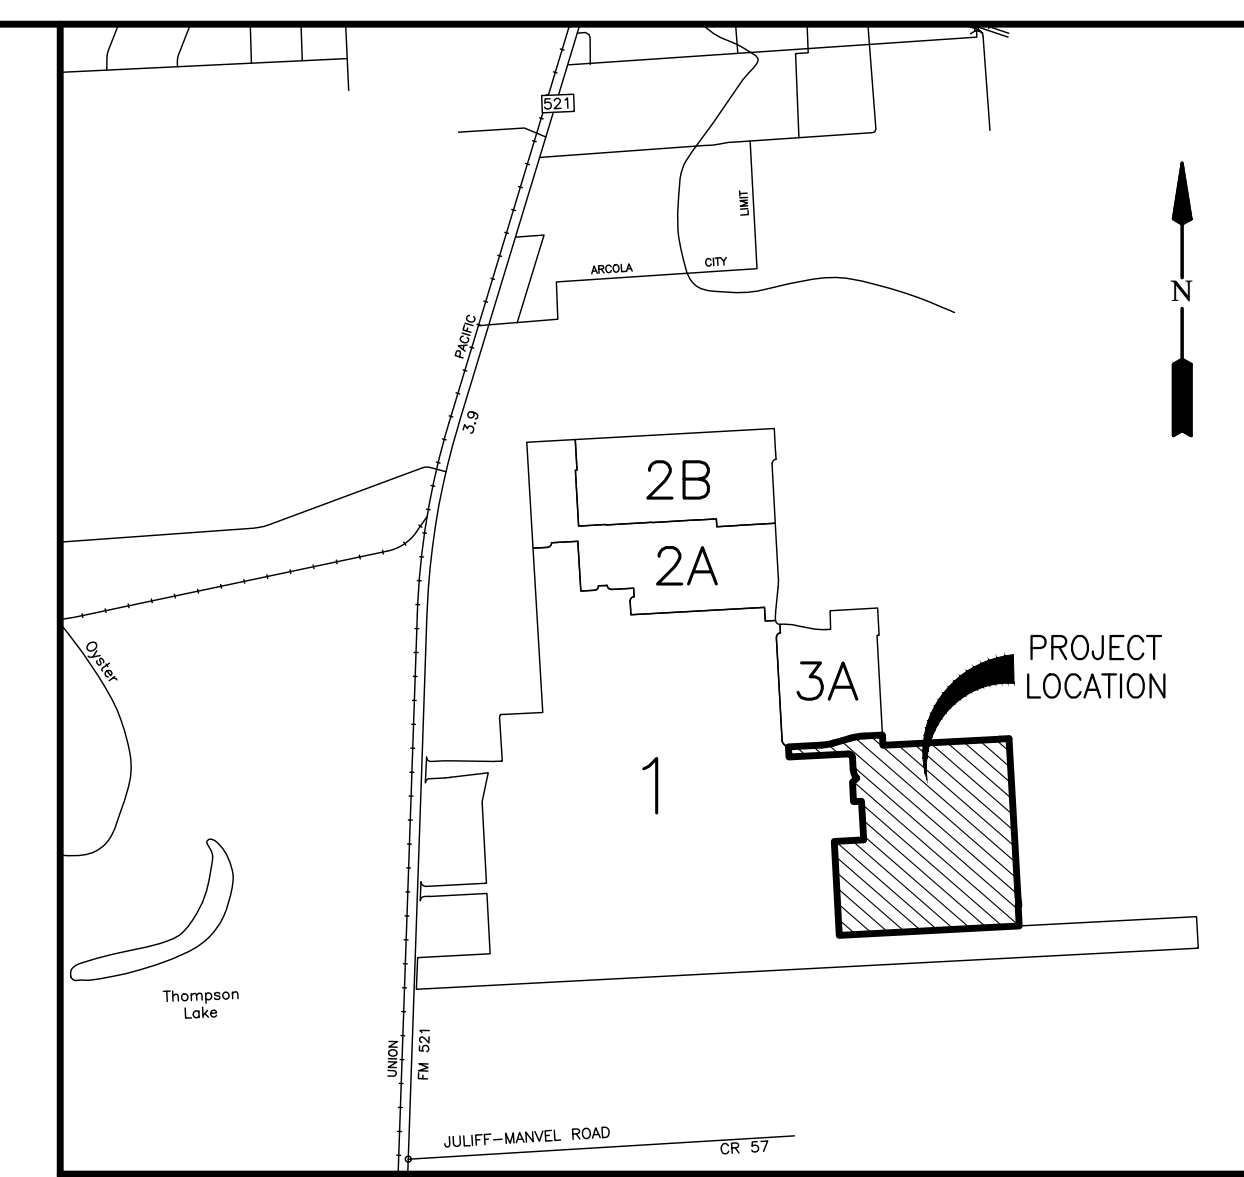 521
LIMIT
ARCOLA CITY
N
PACIFIC
3.9
2B
2A
Oyster
PROJECT
LOCATION
3A
1
Thompson
Lake
UNION
FM 521
JULIFF-MANVEL ROAD
CR 57